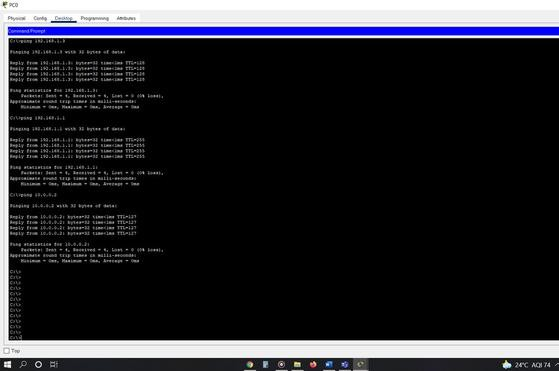 PC0
Physical Config Desktop Programming Attributes
Command Prompt
C:\>ping 192.168.1.3
Pinging 192.168.1.3 with 32 bytes of data:
Reply from 192.168.1.3: bytes=32 time<1ms TTL=128
Reply from 192.168.1.3: bytes=32 time<1ms TTL=128
Reply from 192.168.1.3: bytes=32 time<1ms TTL=128
Reply from 192.168.1.3: bytes=32 time<1ms TTL=128
Ping statistics for 192.168.1.3:
Packets: Sent = 4, Received = 4, Lost = 0 (0% loss),
Approximate round trip times in milli-seconds:
Minimum = 0ms, Maximum = 0ms, Average = 0ms
C:\>ping 192.168.1.1
Pinging 192.168.1.1 with 32 bytes of data:
Reply from 192.168.1.1: bytes=32 time<1ms TTL=255
Reply from 192.168.1.1: bytes=32 time<1ms TTL=255
Reply from 192.168.1.1: bytes=32 time<1ms TTL=255
Reply from 192.168.1.1: bytes=32 time<1ms TTL=255
Ping statistics for 192.168.1.1:
Packets: Sent = 4, Received = 4, Lost = 0 (0% loss),
Approximate round trip times in milli-seconds:
Minimum = 0ms, Maximum = 0ms, Average = 0ms
C:\>ping 10.0.0.2
Pinging 10.0.0.2 with 32 bytes of data:
Reply from 10.0.0.2: bytes=32 time<1ms TTL=127
Reply from 10.0.0.2: bytes=32 time<1ms TTL=127
Reply from 10.0.0.2: bytes=32 time<1ms TTL=127
Reply from 10.0.0.2: bytes=32 time<1ms TTL=127
Ping statistics for 10.0.0.2:
Packets: Sent = 4, Received = 4, Lost = 0 (0% loss),
Approximate round trip times in milli-seconds:
Minimum = 0ms, Maximum = 0ms, Average = 0ms
C:\>
C:\>
C:\>
C:\>
C:\>
C:\>
C:\>
C:\>
C:\>
C:\>
C:\>
C:\>
C:\>
Top
24°C AQI 74